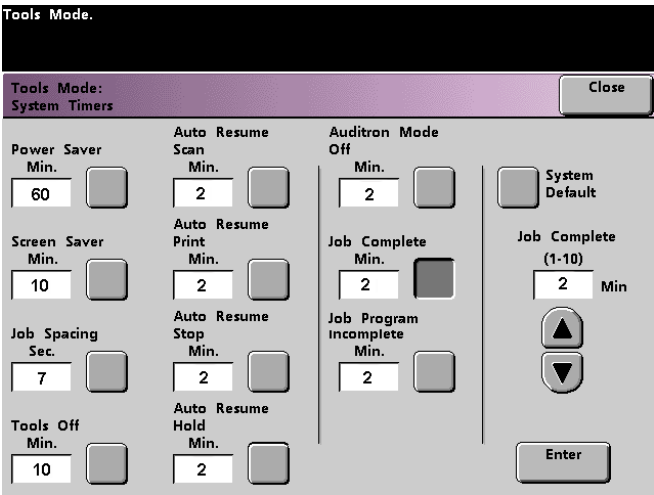 Tools Mode.
Tools Mode:
System Timers
Close
Power Saver
Min.
60
Screen Saver
Min.
10
Job Spacing
Sec.
7
Tools Off
Min.
10
Auto Resume
Scan
Min.
2
Auto Resume
Print
Min.
2
Auto Resume
Stop
Min.
2
Auto Resume
Hold
Min.
2
Auditron Mode
Off
Min.
2
Job Complete
Min.
2
Job Program
Incomplete
Min.
2
System
Default
Job Complete
(1-10)
2 Min
Enter